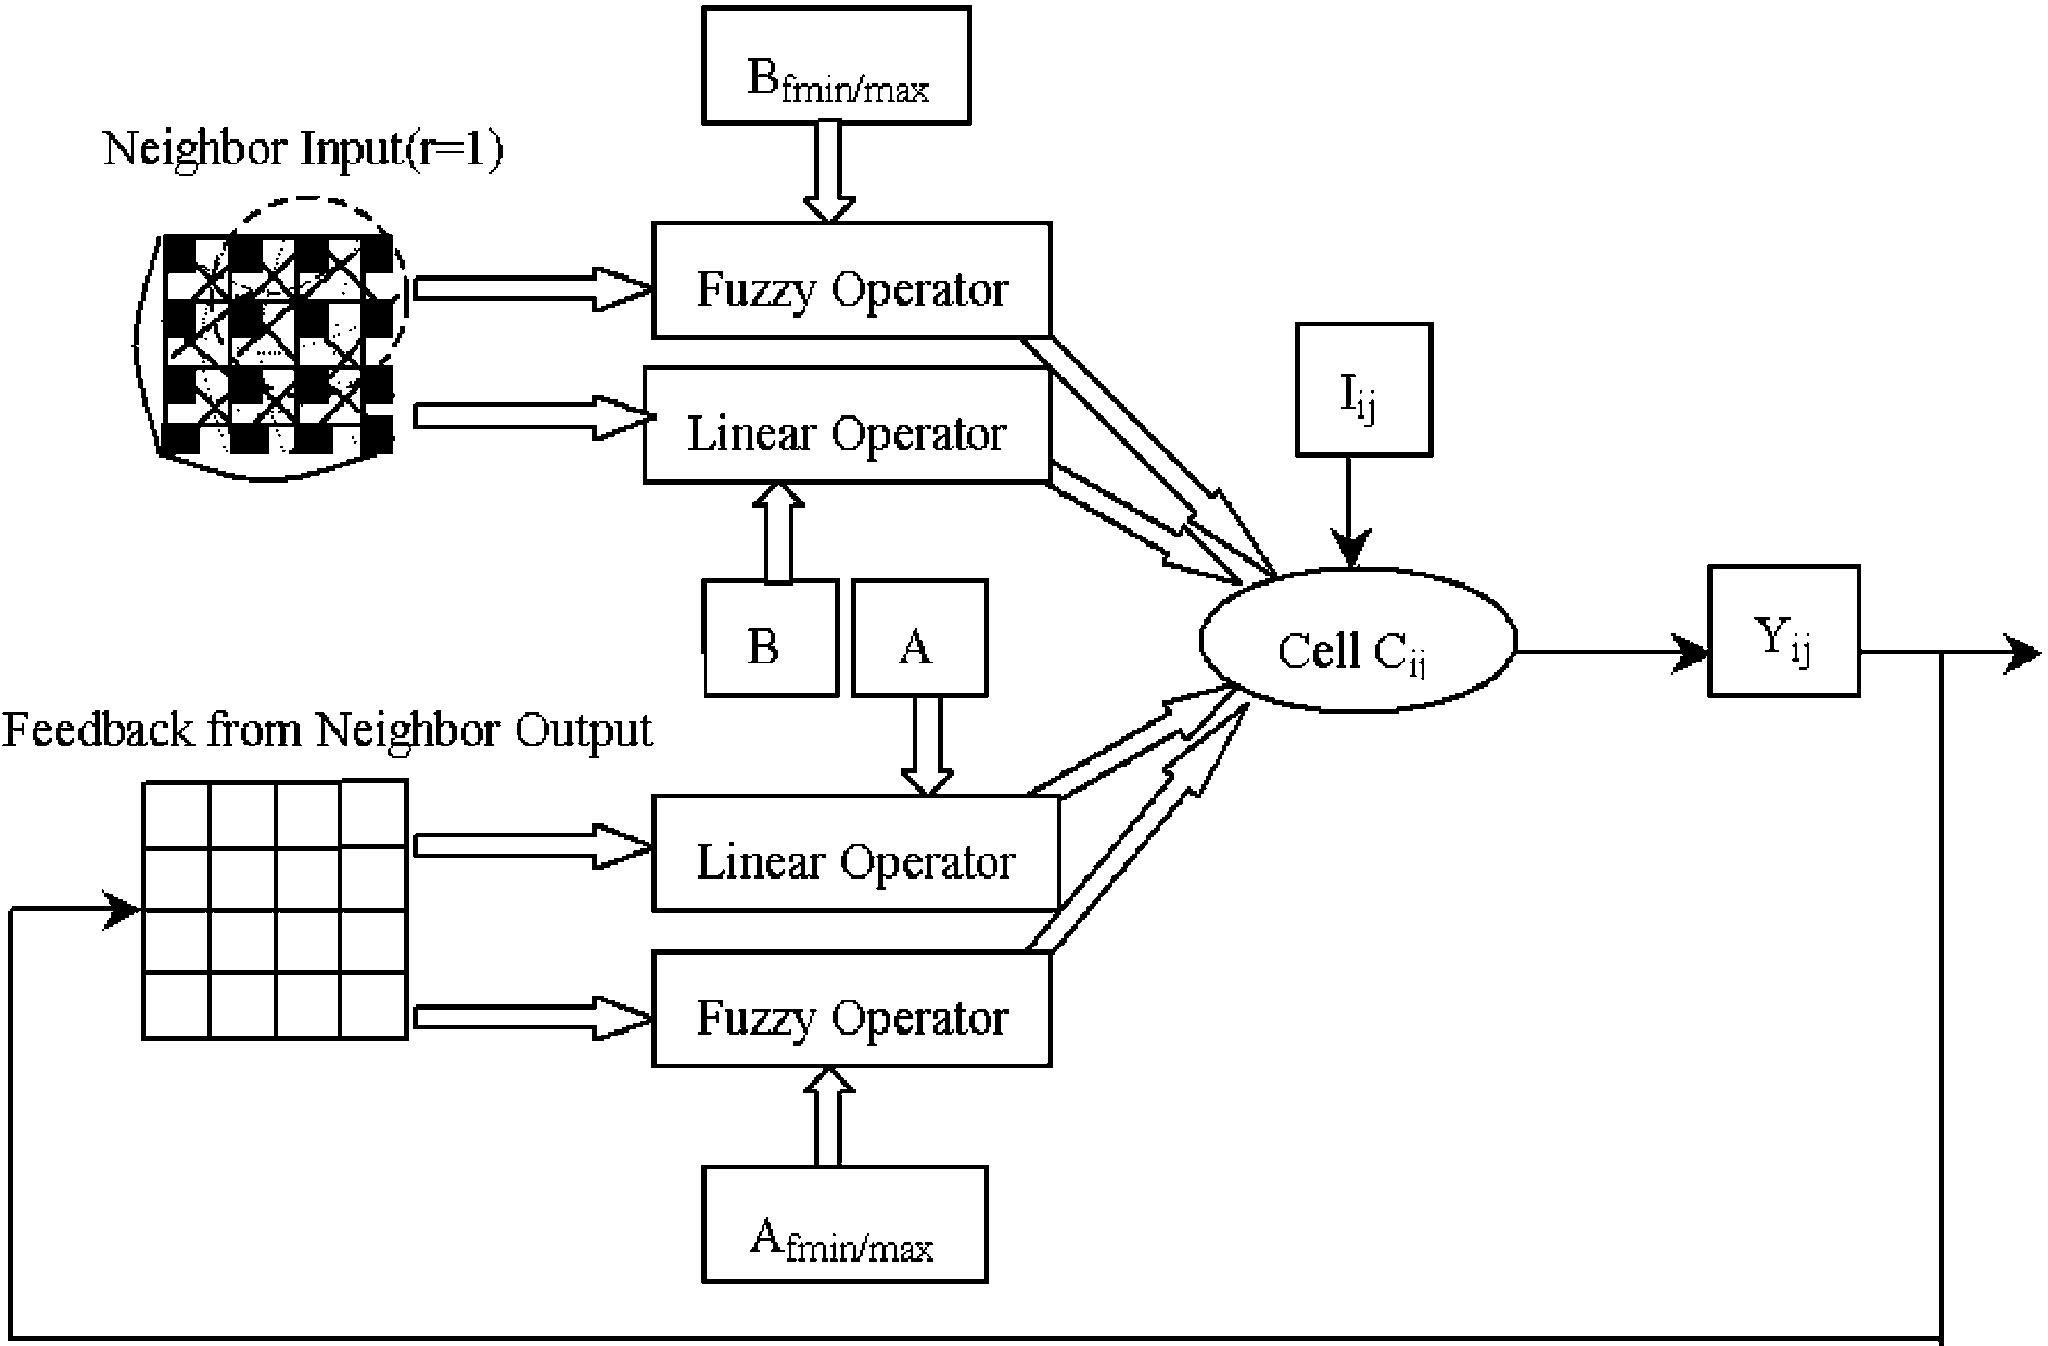 B_fmin/max
Neighbor Input(r=1)
Fuzzy Operator
Linear Operator
I_ij
B
A
Cell C_ij
Y_ij
Feedback from Neighbor Output
Linear Operator
Fuzzy Operator
A_fmin/max